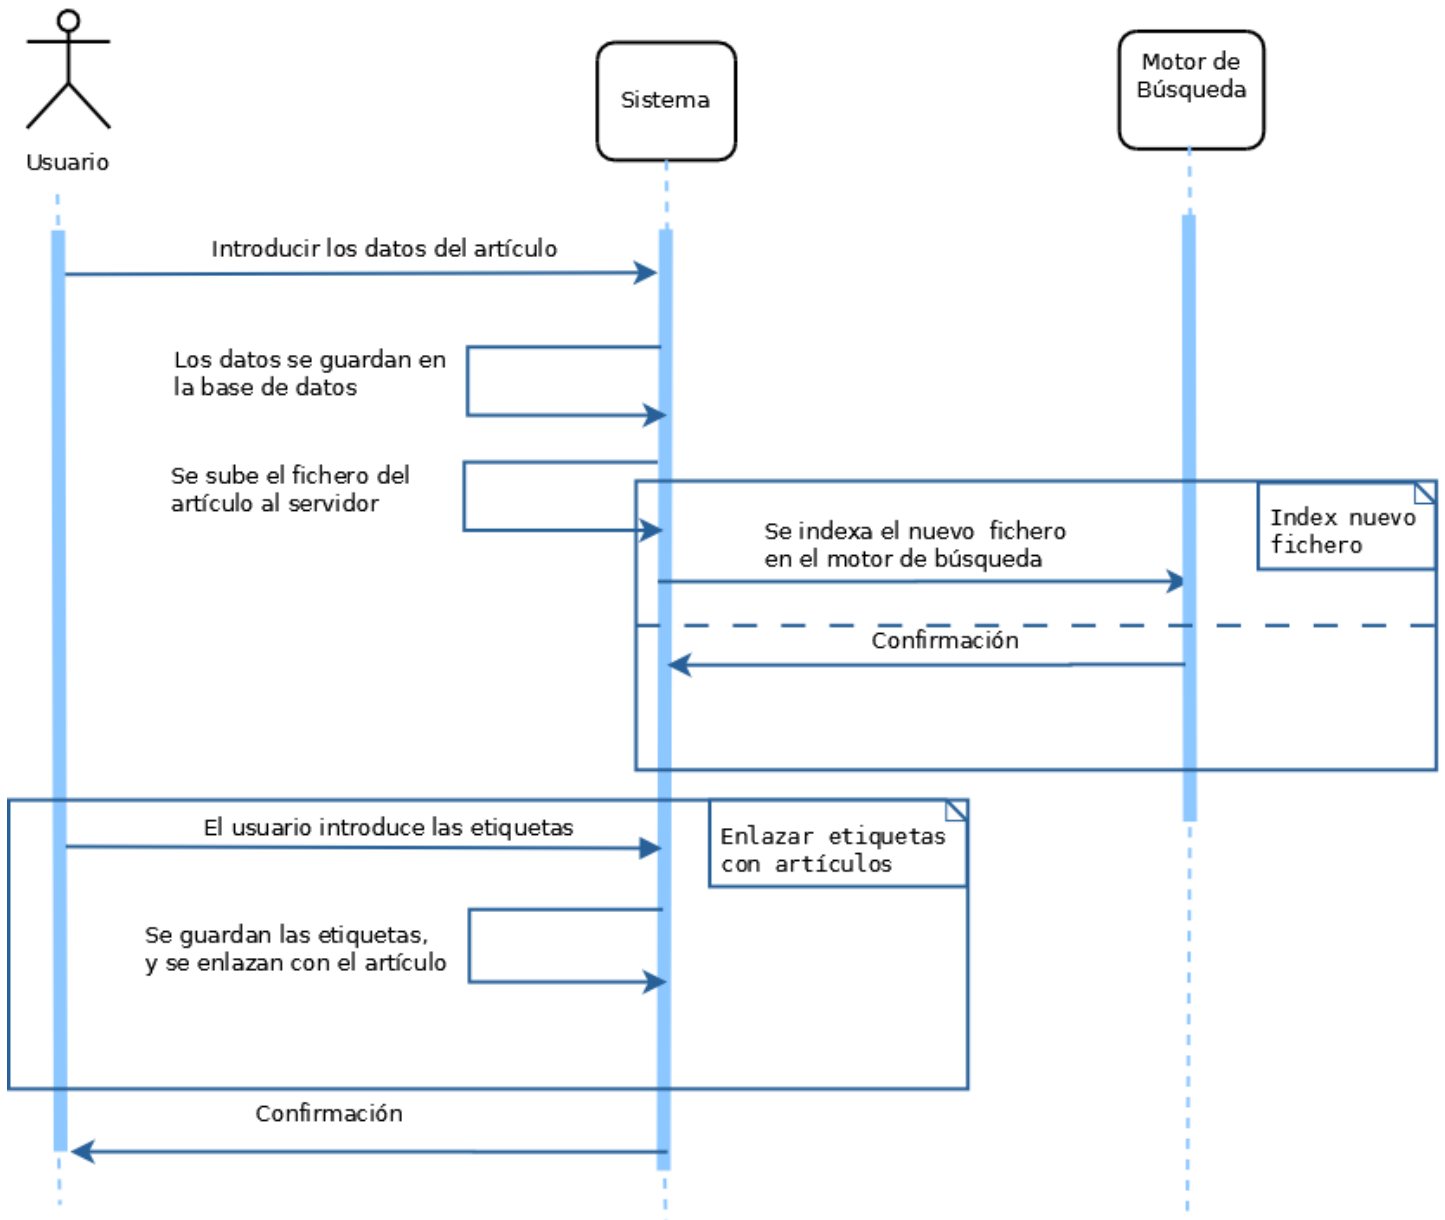 Usuario
Sistema
Motor de
Búsqueda
Introducir los datos del artículo
Los datos se guardan en
la base de datos
Se sube el fichero del
artículo al servidor
Se indexa el nuevo fichero
en el motor de búsqueda
Index nuevo
fichero
Confirmación
El usuario introduce las etiquetas
Enlazar etiquetas
con artículos
Se guardan las etiquetas,
y se enlazan con el artículo
Confirmación